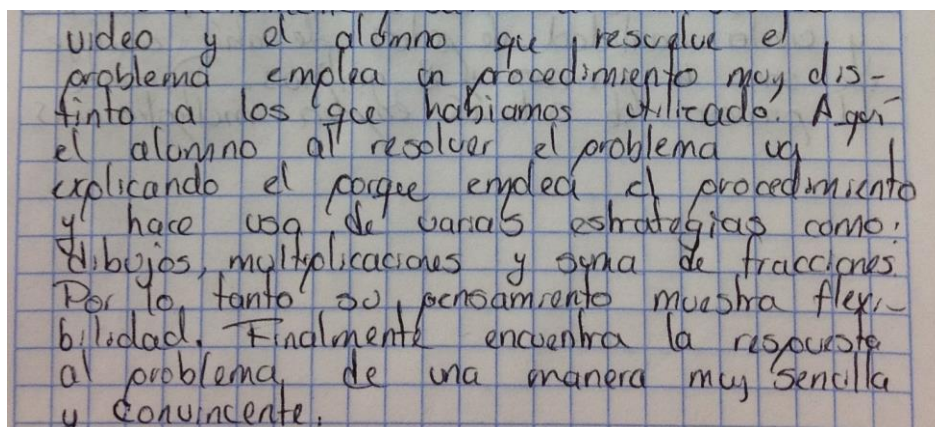 video y el alumno que resuelve el
problema emplea un procedimiento muy dis-
tinto a los que habiamos utilizado. Aqui
el alumno al resolver el problema va
explicando el porque emplea el procedimiento
y hace uso de varias estrategias como:
dibujos, multiplicaciones y suma de fracciones.
Por lo tanto su pensamiento muestra flexi-
bilidad. Finalmente encuentra la respuesta
al problema de una manera muy sencilla
y convincente.